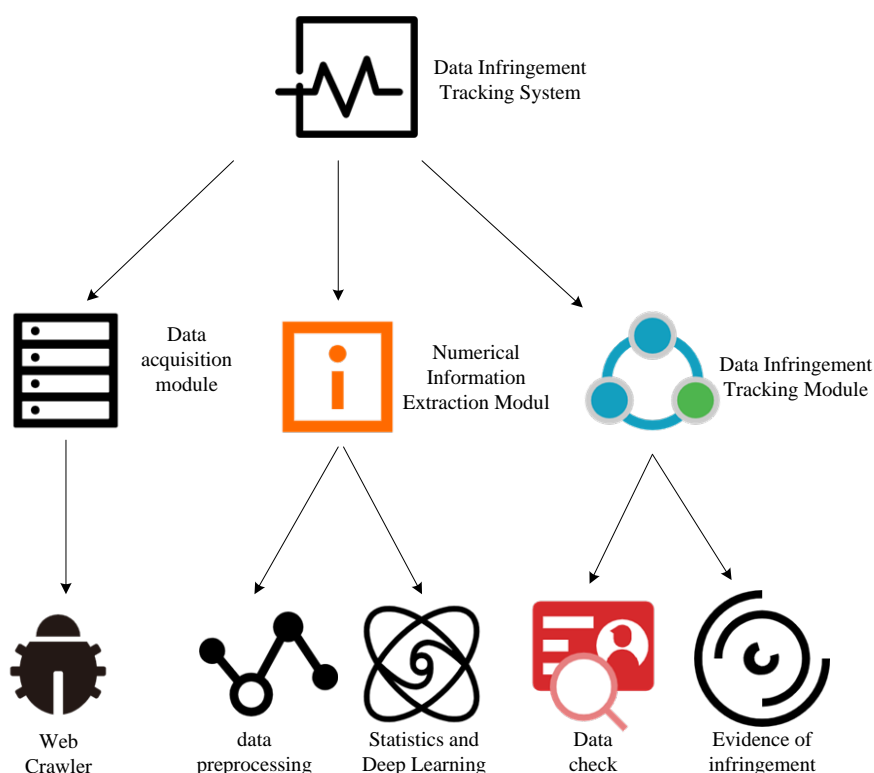 Data Infringement
Tracking System
Data
acquisition
module
Numerical
Information
Extraction Modul
Data Infringement
Tracking Module
Web
Crawler
data
preprocessing
Statistics and
Deep Learning
Data
check
Evidence of
infringement